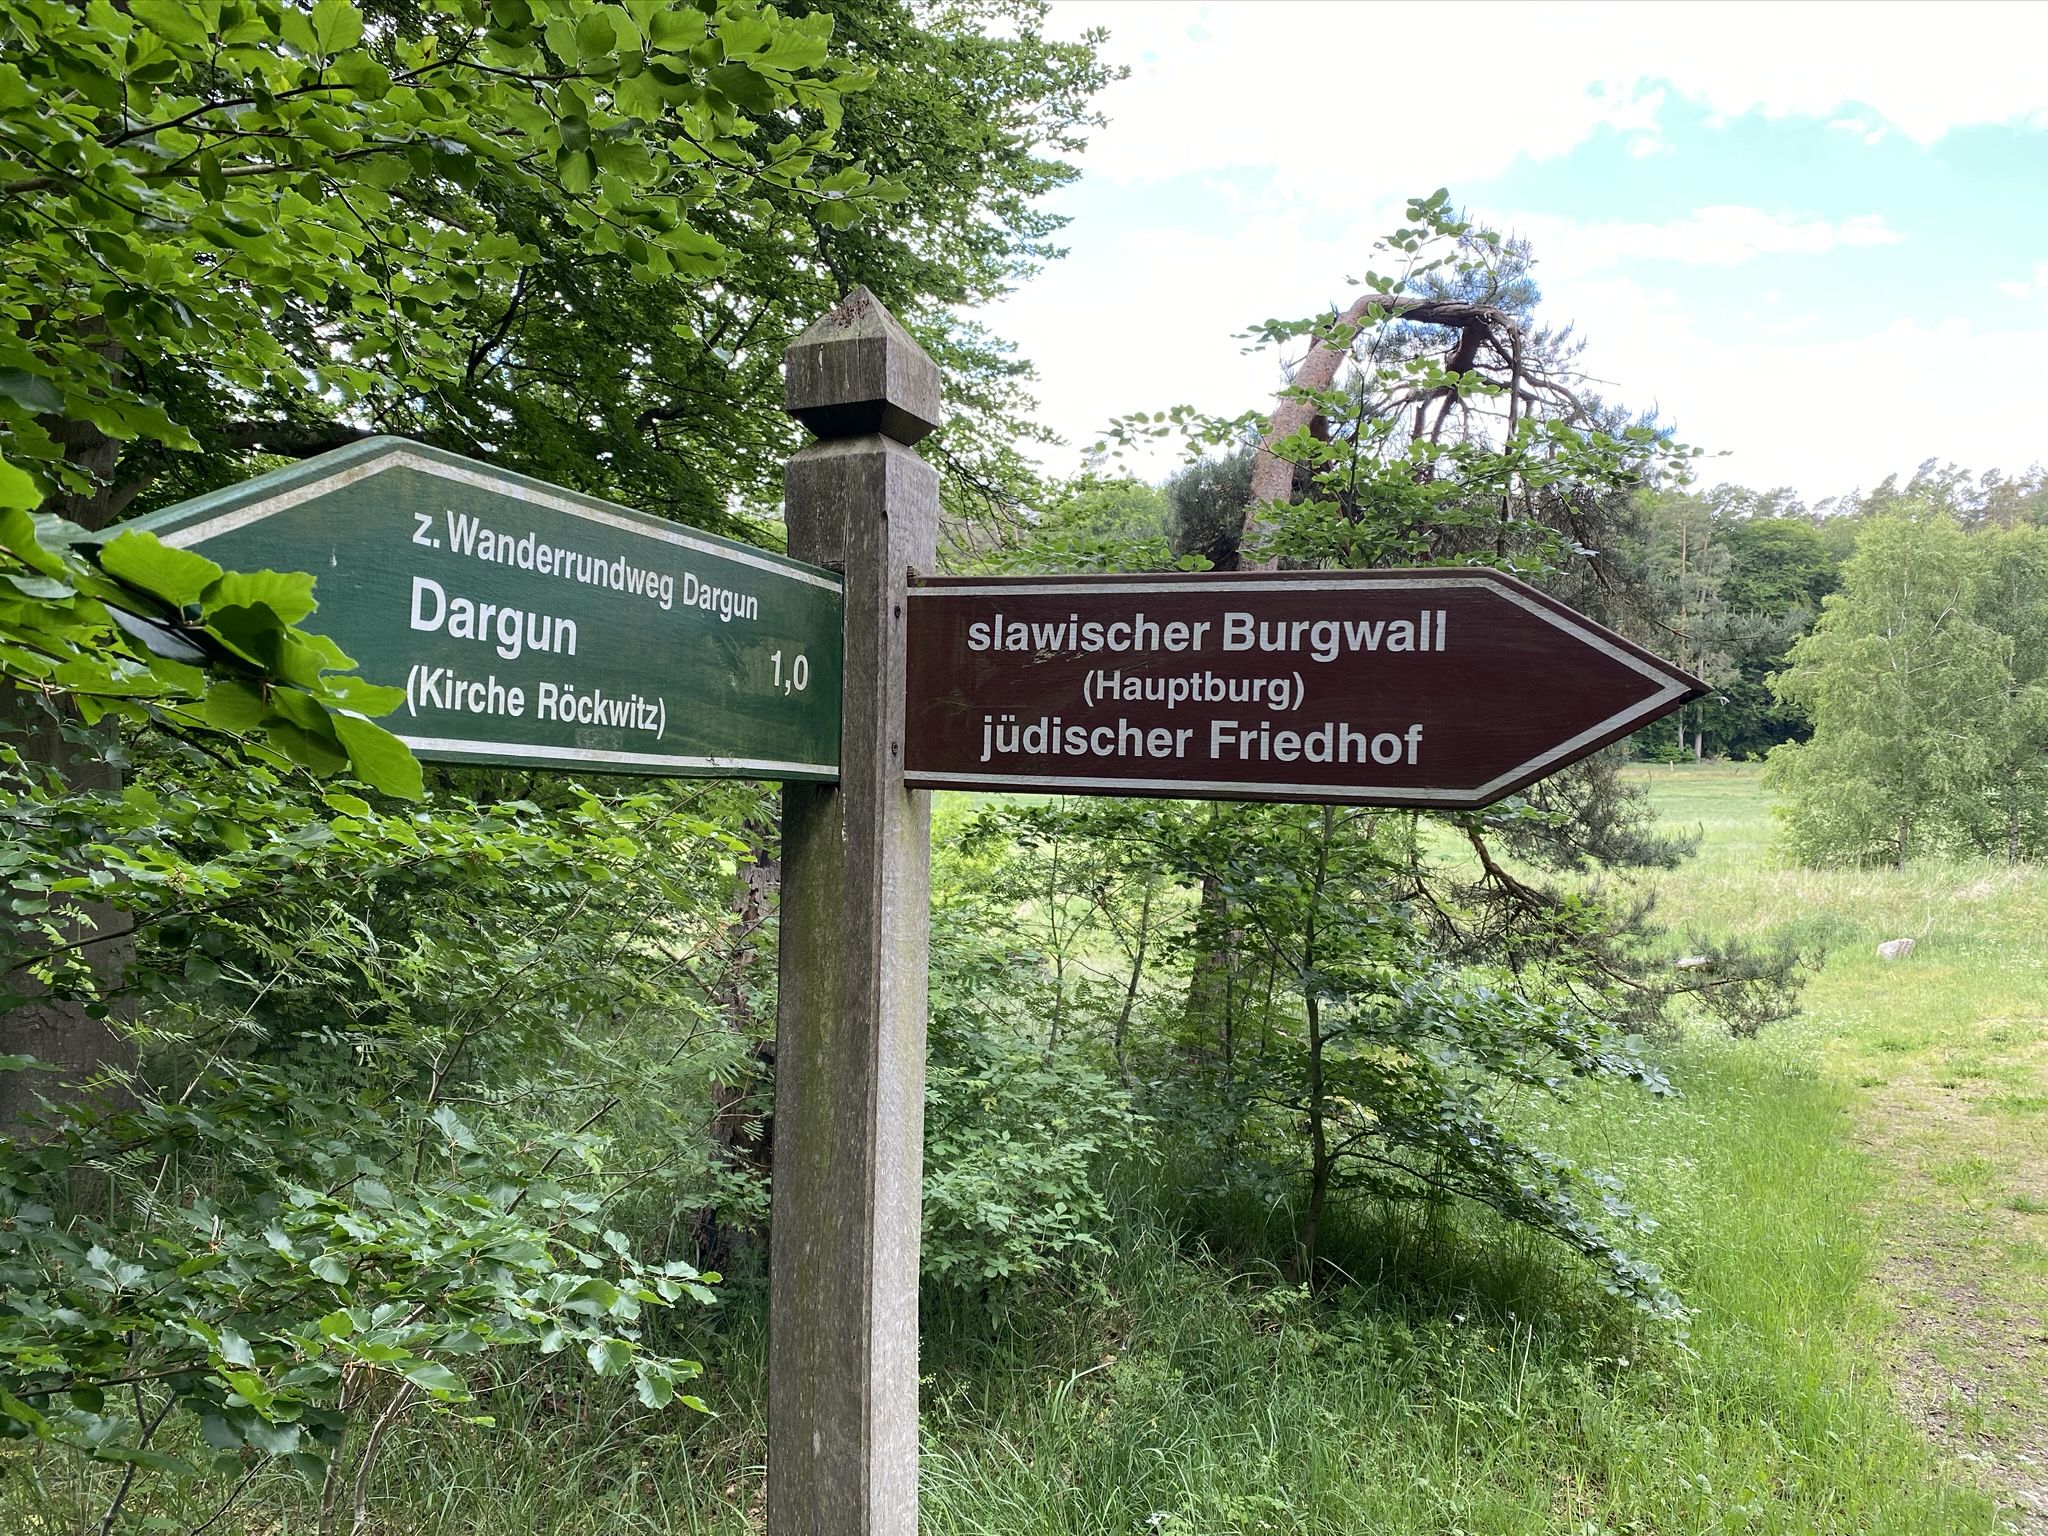 z. Wanderrundweg Dargun
Dargun
1,0
(Kirche Röckwitz)
slawischer Burgwall
(Hauptburg)
jüdischer Friedhof